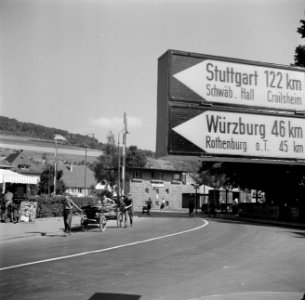 Stuttgart 122 km
Schwäb. Hall Crailsheim
Würzburg 46 km
Rothenburg o.T. 45 km